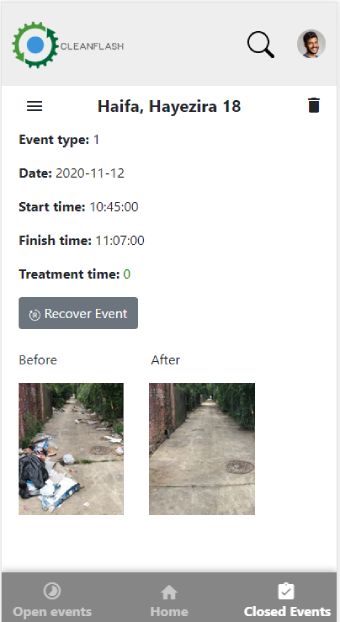 CLEANFLASH
Haifa, Hayezira 18
Event type: 1
Date: 2020-11-12
Start time: 10:45:00
Finish time: 11:07:00
Treatment time: 0
Recover Event
Before After
Open events Home Closed Events